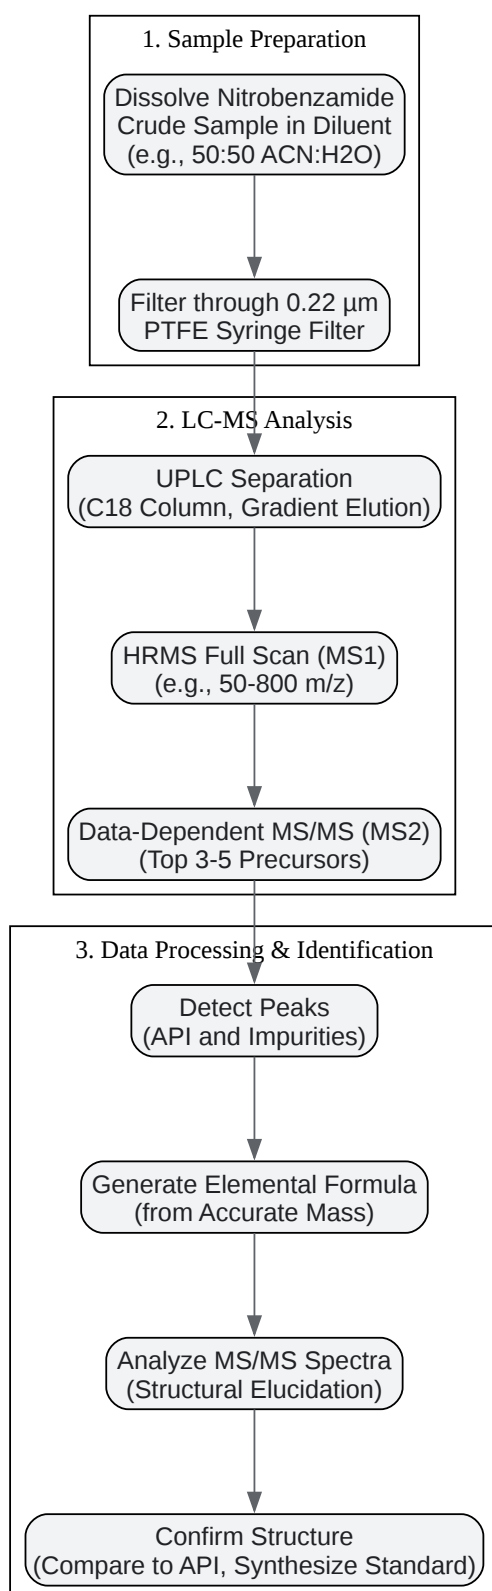 1. Sample Preparation
Dissolve Nitrobenzamide
Crude Sample in Diluent
(e.g., 50:50 ACN:H2O)
Filter through 0.22 µm
PTFE Syringe Filter
2. LC-MS Analysis
UPLC Separation
(C18 Column, Gradient Elution)
HRMS Full Scan (MS1)
(e.g., 50-800 m/z)
Data-Dependent MS/MS (MS2)
(Top 3-5 Precursors)
3. Data Processing & Identification
Detect Peaks
(API and Impurities)
Generate Elemental Formula
(from Accurate Mass)
Analyze MS/MS Spectra
(Structural Elucidation)
Confirm Structure
(Compare to API, Synthesize Standard)